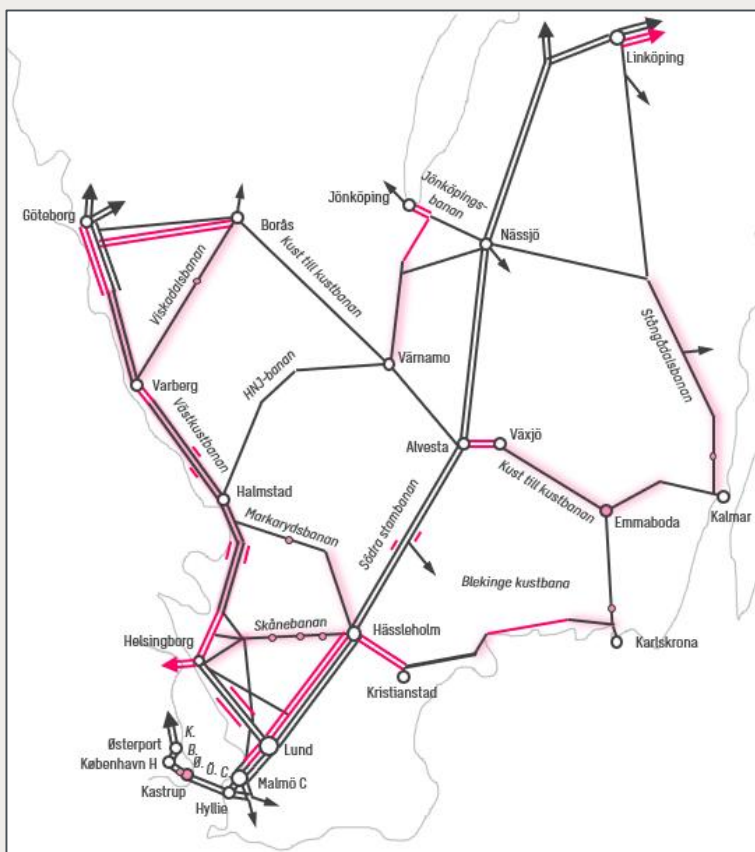 Linköping
Jönköping
Jönköpings-
banan
Göteborg
Borås
Nässjö
Kust till kustbanan
Viskadalsbanan
Stångådalsbanan
Värnamo
HNJ-banan
Varberg
Västkustbanan
Alvesta
Växjö
Kust till kustbanan
Halmstad
Kalmar
Emmaboda
Markarydsbanan
Södra stambanan
Blekinge kustbana
Skånebanan
Hässleholm
Helsingborg
Karlskrona
Kristianstad
Østerport
K.
B.
Ø.
Ö.
C.
København H
Lund
Kastrup
Malmö C
Hyllie